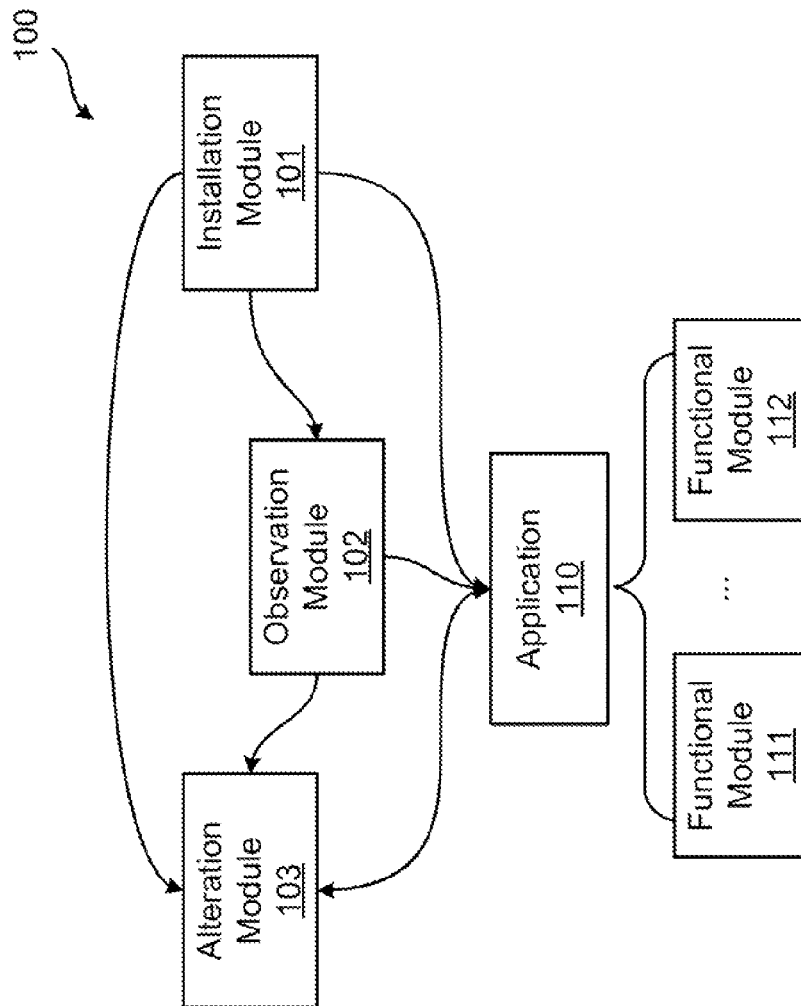 100
Installation
Module
101
Observation
Module
102
Alteration
Module
103
Application
110
Functional
Module
111
...
Functional
Module
112